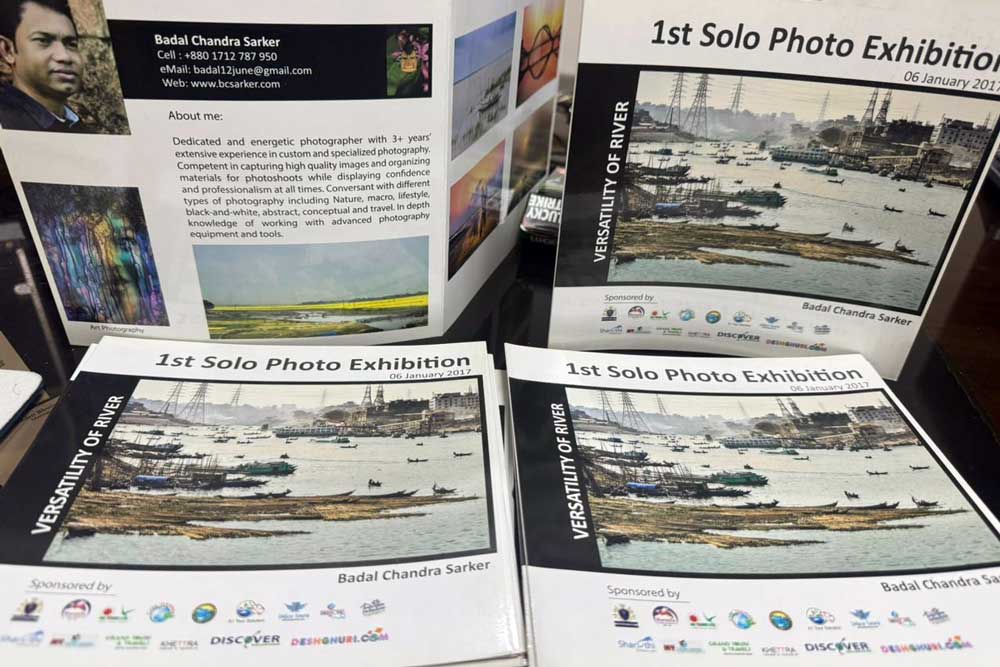 Badal Chandra Sarker
Cell : +880 1712 787 950
eMail: badal12june@gmail.com
Web: www.bcsarker.com
About me:
Dedicated and energetic photographer with 3+ years'
extensive experience in custom and specialized photography.
Competent in capturing high quality images and organizing
materials for photoshoots while displaying confidence
and professionalism at all times. Conversant with different
types of photography including Nature, macro, lifestyle,
black-and-white, abstract, conceptual and travel. In depth
knowledge of working with advanced photography
equipment and tools.
Art Photography
LUCKY
STRIKE
1st Solo Photo Exhibition
06 January 2017
VERSATILITY OF RIVER
Badal Chandra Sarker
Sponsored by
DISCOVER
DESHGHURI.COM
1st Solo Photo Exhibition
06 January 2017
VERSATILITY OF RIVER
Badal Chandra Sarker
Sponsored by
KHETTRA
DISCOVER
DESHGHURI.COM
1st Solo Photo Exhibition
06 January 2017
VERSATILITY OF RIVER
Badal Chandra Sa
Sponsored by
DISCOVER
DESHGHURI.COM